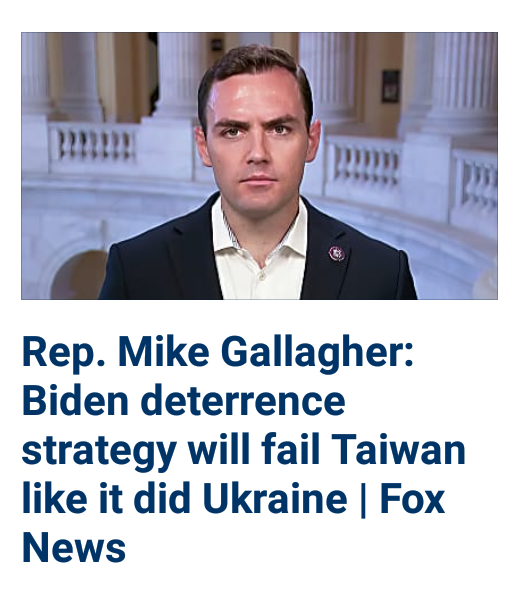 Rep. Mike Gallagher:
Biden deterrence
strategy will fail Taiwan
like it did Ukraine | Fox
News